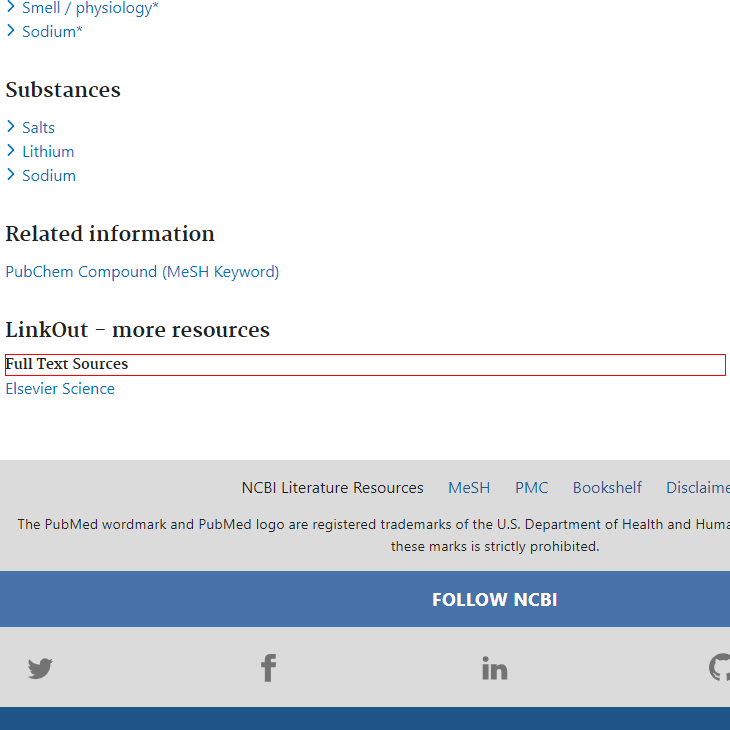 Smell / physiology*
Sodium*
Substances
Salts
Lithium
Sodium
Related information
PubChem Compound (MeSH Keyword)
LinkOut - more resources
Full Text Sources
Elsevier Science
NCBI Literature Resources MeSH PMC Bookshelf Disclaime
The PubMed wordmark and PubMed logo are registered trademarks of the U.S. Department of Health and Huma
these marks is strictly prohibited.
FOLLOW NCBI